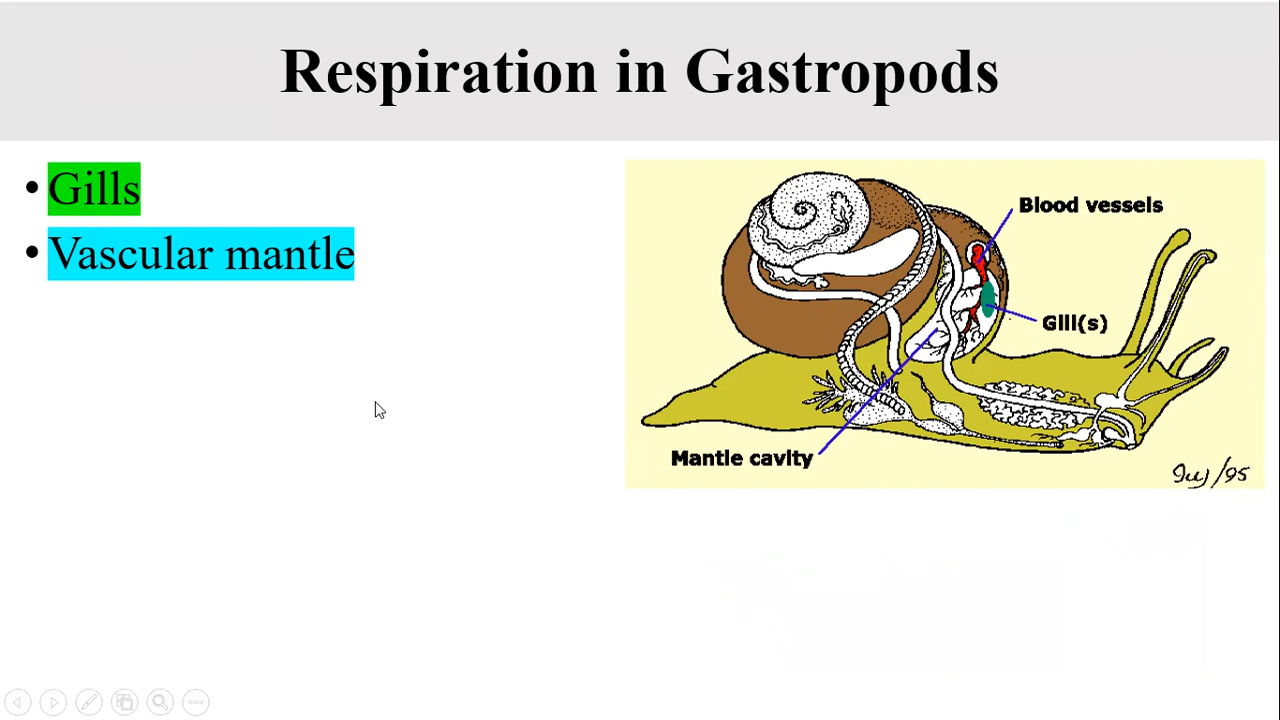 Respiration in Gastropods
• Gills
• Vascular mantle
Blood vessels
Gill(s)
Mantle cavity